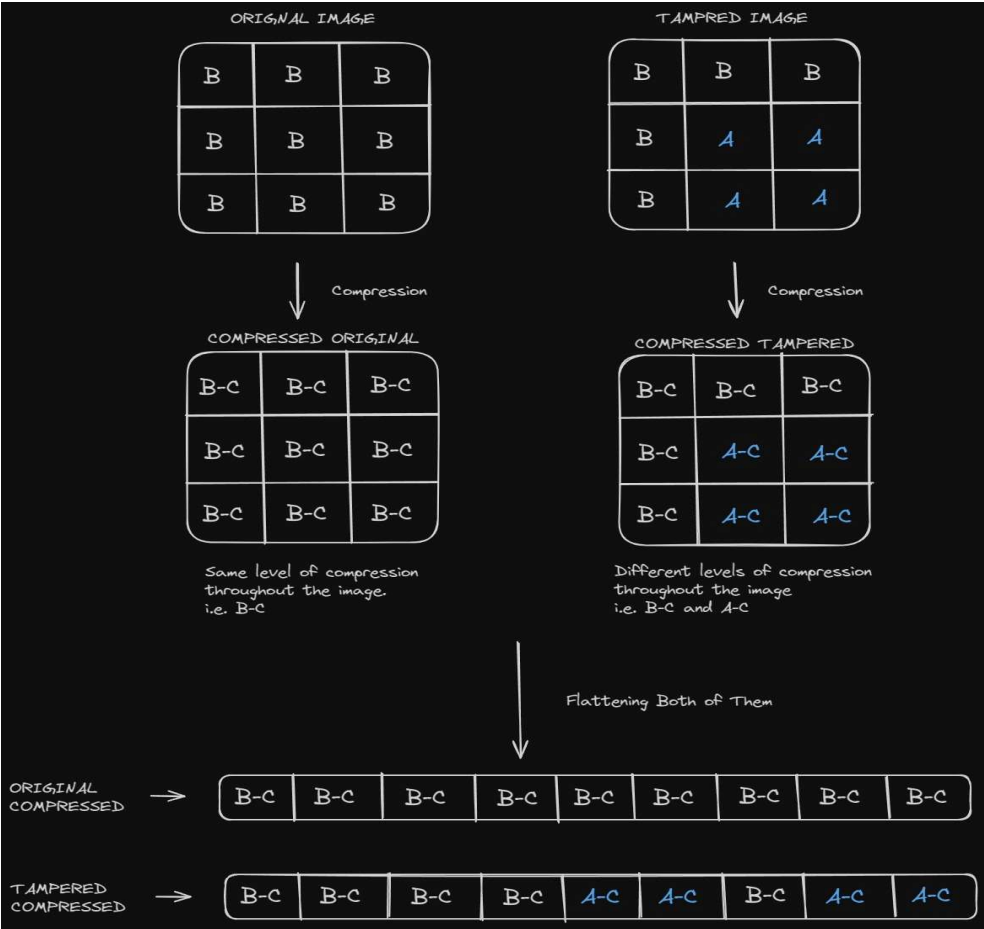 ORIGNAL IMAGE
B B B
B B B
B B B
Compression
COMPRESSED ORIGINAL
B-C B-C B-C
B-C B-C B-C
B-C B-C B-C
Same level of compression
throughout the image.
i.e. B-C
TAMPRED IMAGE
B B B
B A A
B A A
Compression
COMPRESSED TAMPERED
B-C B-C B-C
B-C A-C A-C
B-C A-C A-C
Different levels of compression
throughout the image
i.e. B-C and A-C
Flattening Both of Them
ORIGINAL
COMPRESSED
B-C B-C B-C B-C B-C B-C B-C B-C B-C
TAMPERED
COMPRESSED
B-C B-C B-C B-C A-C A-C B-C A-C A-C